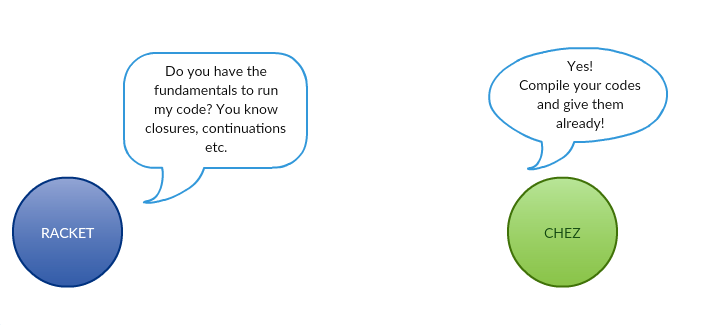 Do you have the
fundamentals to run
my code? You know
closures, continuations
etc.
Yes!
Compile your codes
and give them
already!
RACKET
CHEZ